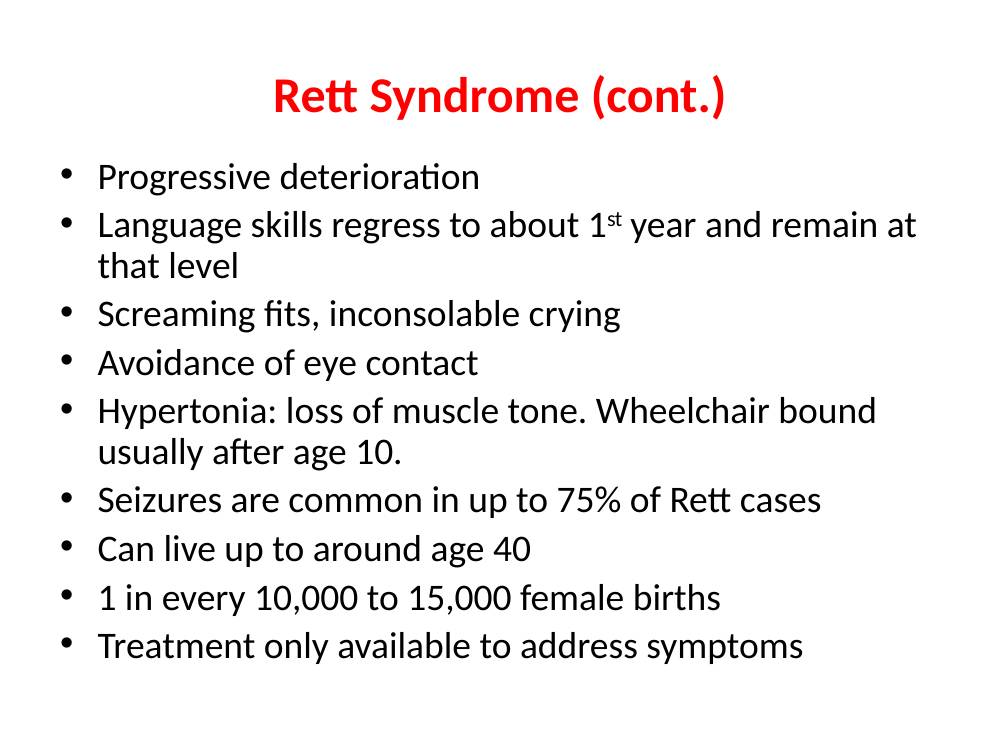 Rett Syndrome (cont.)
• Progressive deterioration
• Language skills regress to about 1st year and remain at
that level
• Screaming fits, inconsolable crying
• Avoidance of eye contact
• Hypertonia: loss of muscle tone. Wheelchair bound
usually after age 10.
• Seizures are common in up to 75% of Rett cases
• Can live up to around age 40
• 1 in every 10,000 to 15,000 female births
• Treatment only available to address symptoms